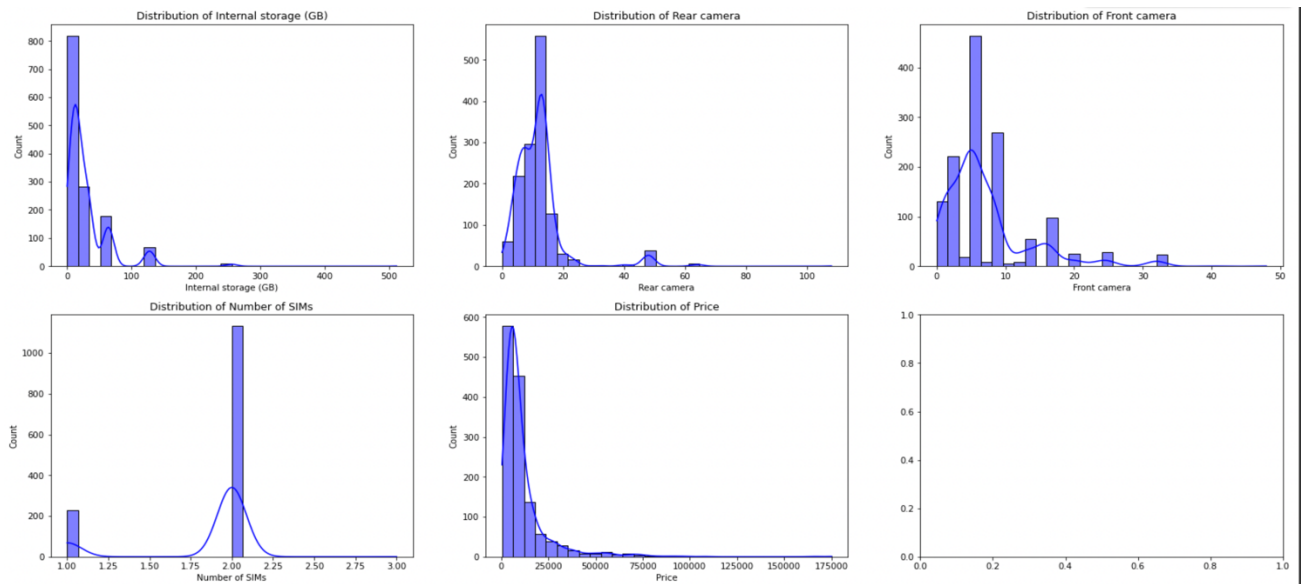 Distribution of Internal storage (GB)
800
700
600
500
400
300
200
100
0
Count
0 100 200 300 400 500
Internal storage (GB)
Distribution of Rear camera
500
400
300
200
100
0
Count
0 20 40 60 80 100
Rear camera
Distribution of Front camera
400
300
200
100
0
Count
0 10 20 30 40 50
Front camera
Distribution of Number of SIMs
1000
800
600
400
200
0
Count
1.00 1.25 1.50 1.75 2.00 2.25 2.50 2.75 3.00
Number of SIMs
Distribution of Price
600
500
400
300
200
100
0
Count
0 25000 50000 75000 100000 125000 150000 175000
Price
1.0
0.8
0.6
0.4
0.2
0.0
0.0 0.2 0.4 0.6 0.8 1.0